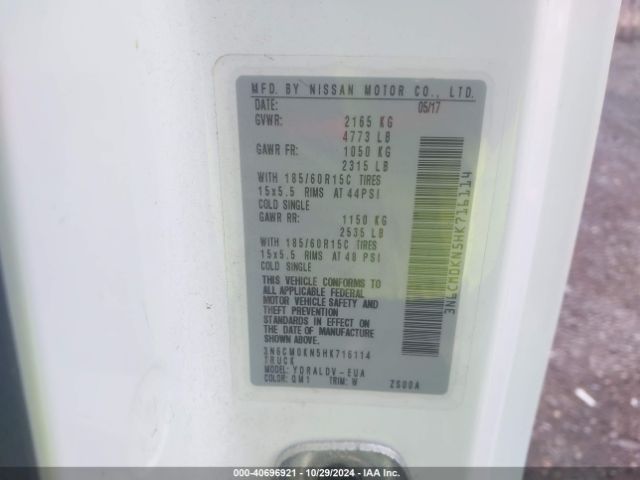 MFD. BY NISSAN MOTOR CO., LTD.
DATE: 05/17
GVWR: 2165 KG
4773 LB
GAWR FR: 1050 KG
2315 LB
WITH 185/60R15C TIRES
15x5.5 RIMS AT 44PSI
COLD SINGLE
GAWR RR: 1150 KG
2535 LB
WITH 185/60R15C TIRES
15x5.5 RIMS AT 48 PSI
COLD SINGLE
THIS VEHICLE CONFORMS TO
ALL APPLICABLE FEDERAL
MOTOR VEHICLE SAFETY AND
THEFT PREVENTION
STANDARDS IN EFFECT ON
THE DATE OF MANUFACTURE
SHOWN ABOVE.
3N6CM0KN5HK716114
TRUCK
MODEL: YDRALDV-EUA
COLOR: QM1 TRIM: W ZS00A
3N6CM0KN5HK716114
000-40696921 - 10/29/2024 - IAA Inc.